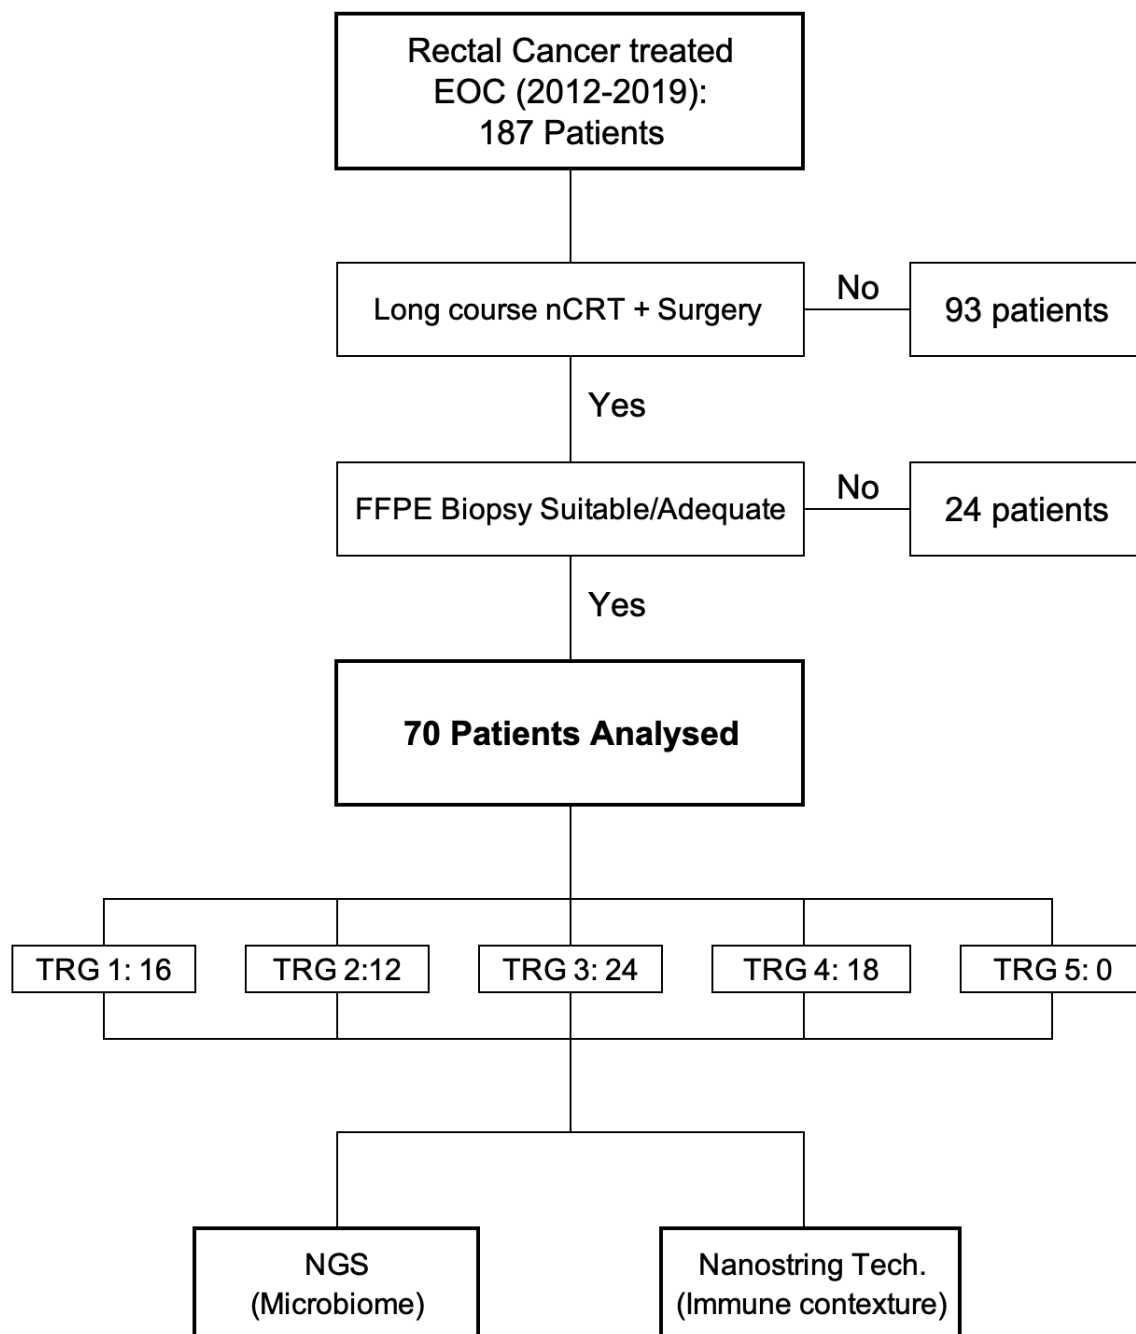 Rectal Cancer treated
EOC (2012-2019):
187 Patients
Long course nCRT + Surgery
No
93 patients
Yes
FFPE Biopsy Suitable/Adequate
No
24 patients
Yes
70 Patients Analysed
TRG 1: 16
TRG 2:12
TRG 3: 24
TRG 4: 18
TRG 5: 0
NGS
(Microbiome)
Nanostring Tech.
(Immune contexture)